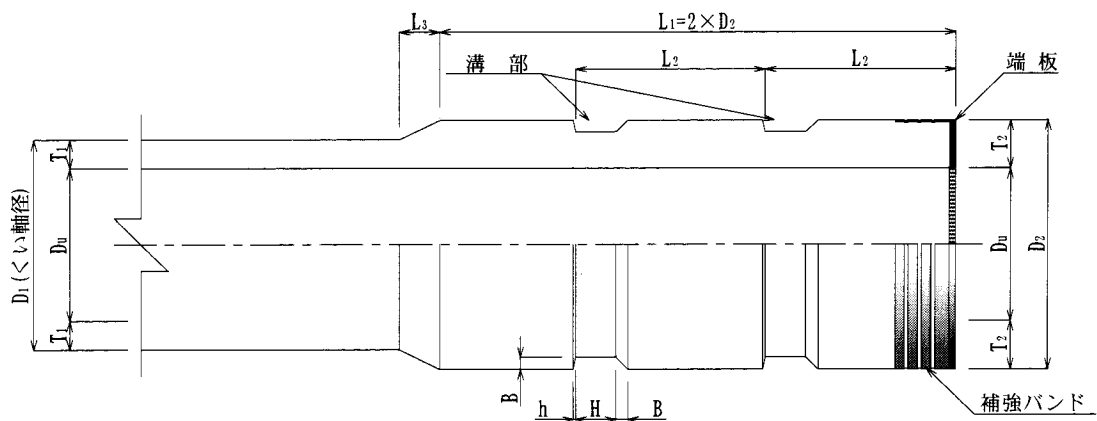 L₃
L₁=2×D₂
溝 部
L₂
L₂
端 板
T₁
T₂
D₁(くい軸径)
Dᵤ
Dᵤ
D₂
T₁
T₂
B
h
H
B
補強バンド